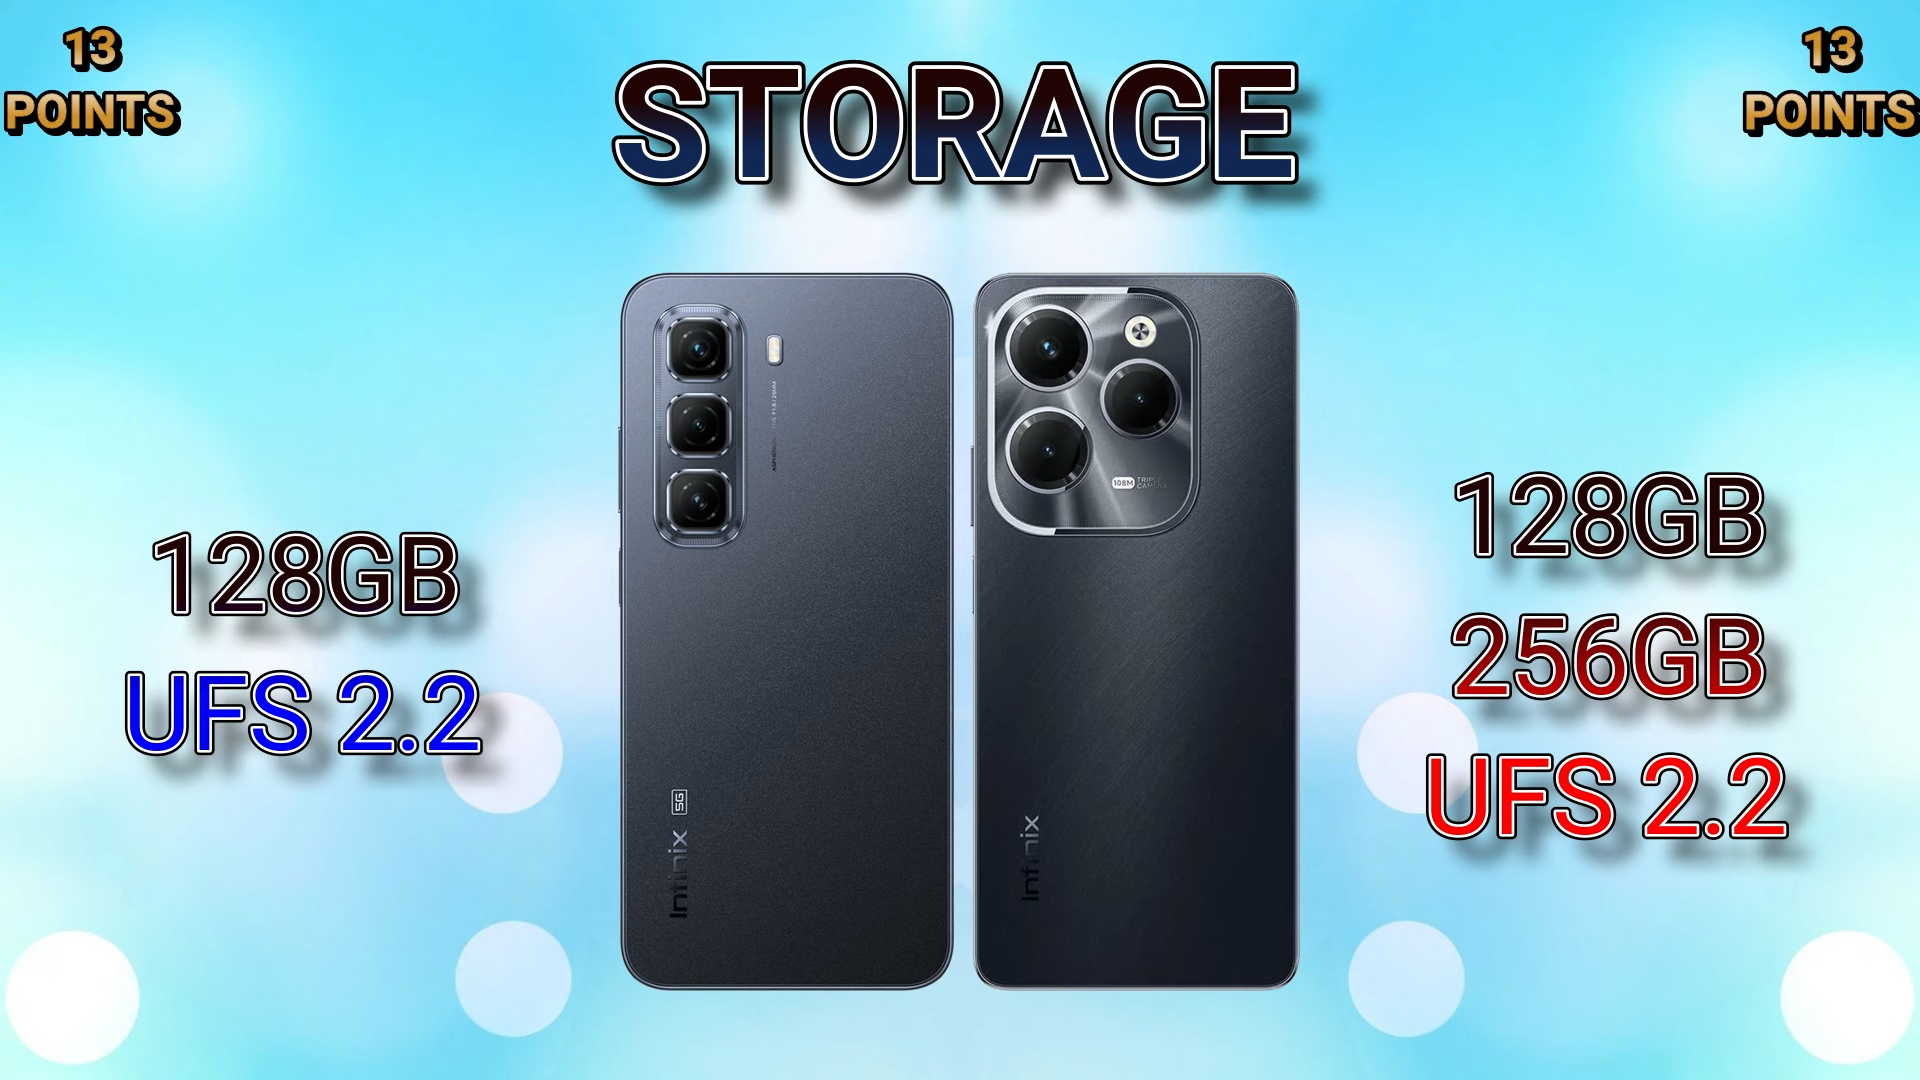 13
POINTS
STORAGE
13
POINTS
128GB
UFS 2.2
5G
Infinix
108M TRIPLE
CAMERA
Infinix
128GB
256GB
UFS 2.2